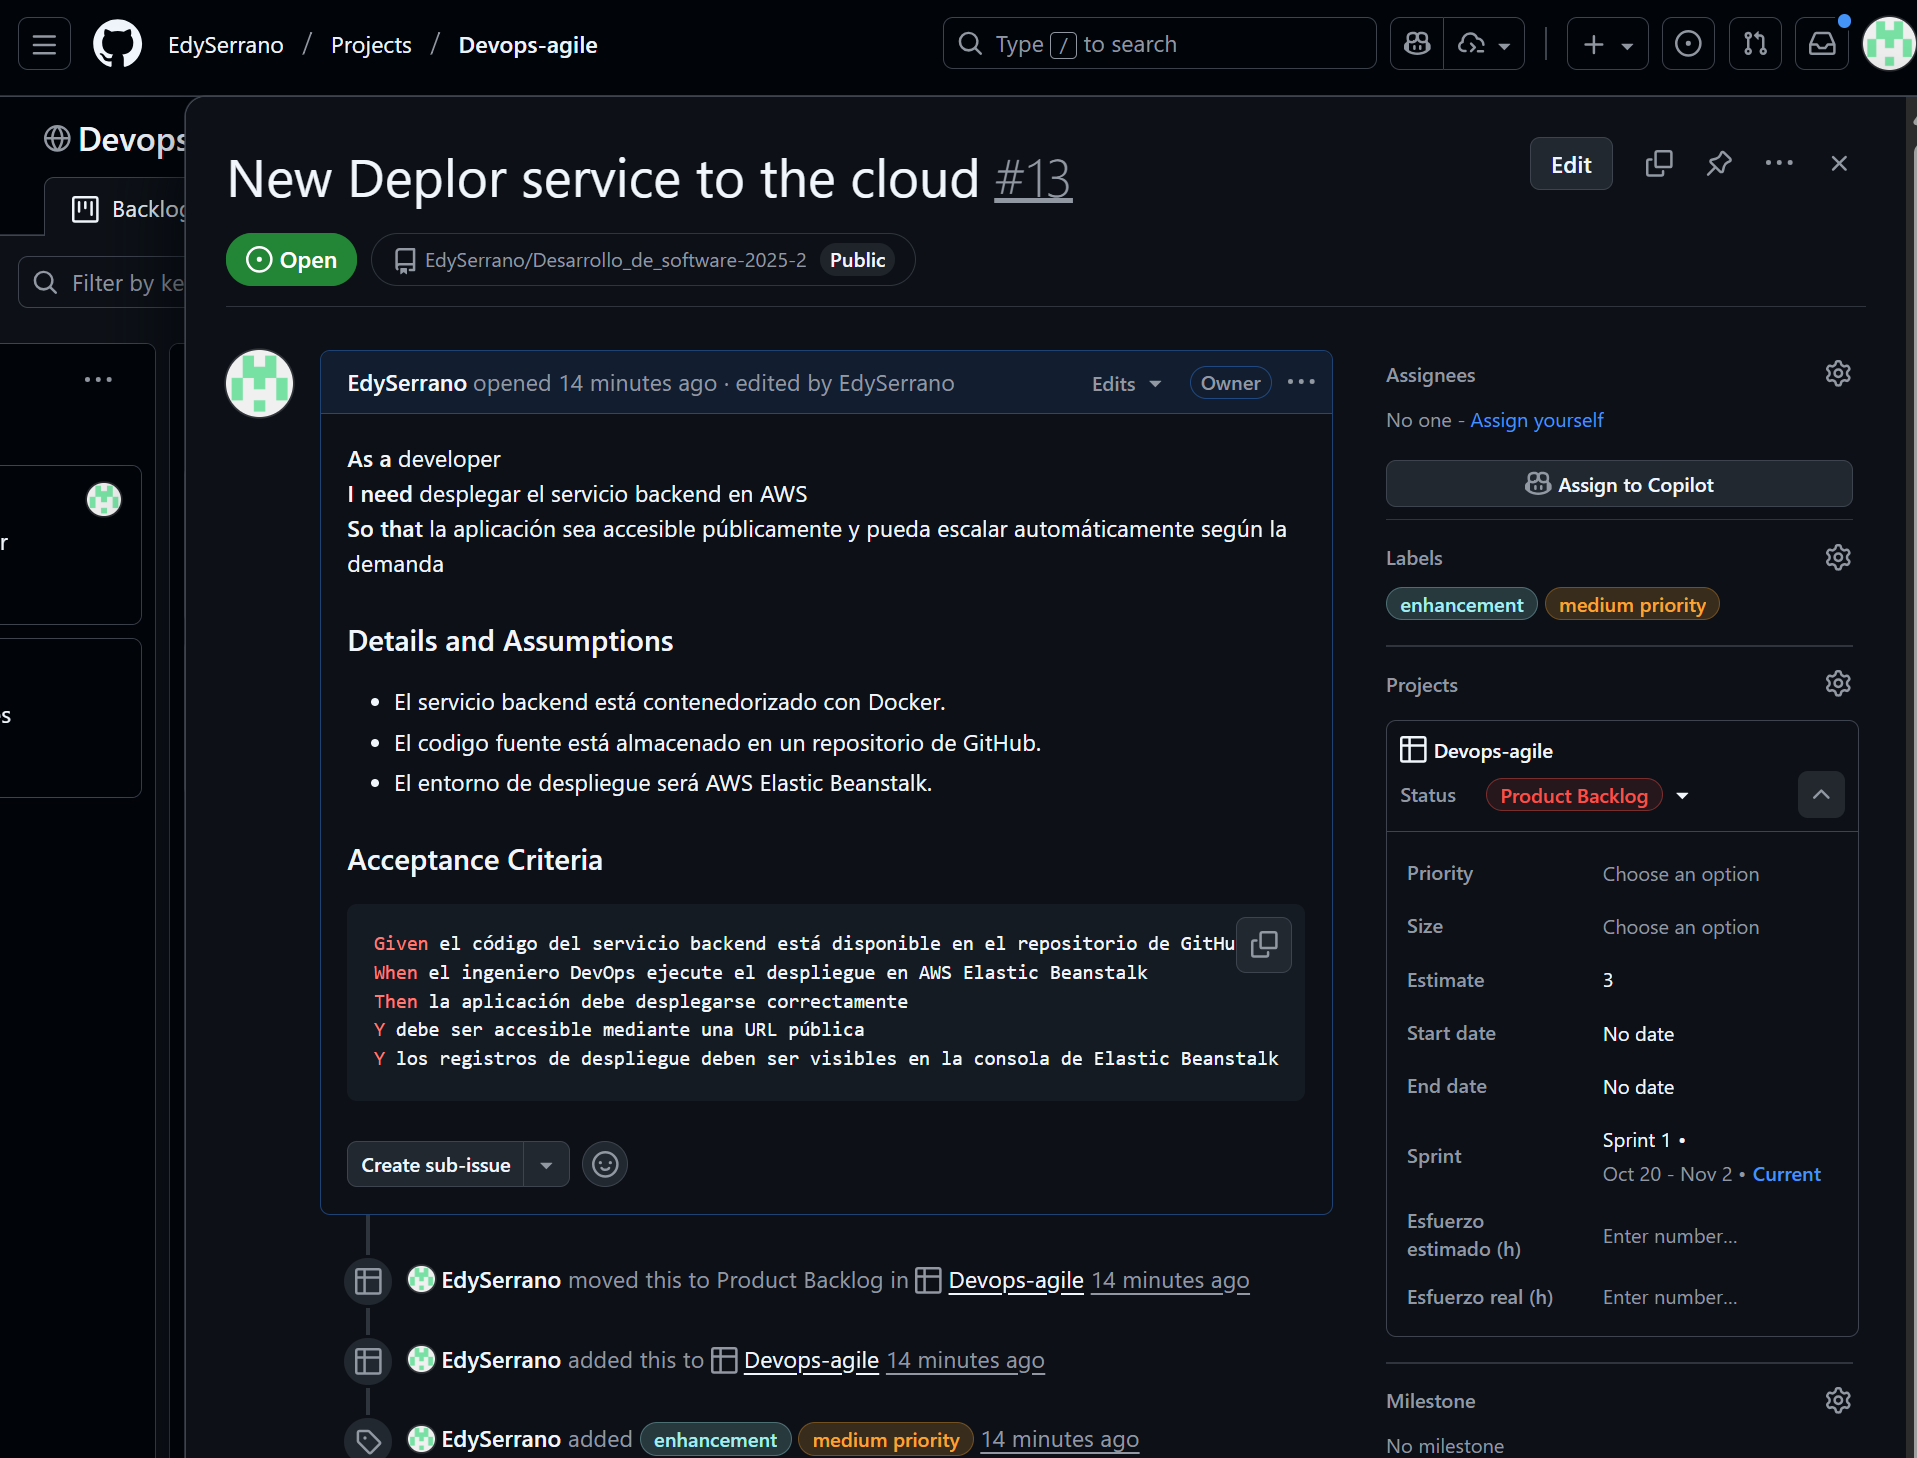 EdySerrano / Projects / Devops-agile
Type / to search
Devops
Backlog
Filter by ke
r
s
New Deplor service to the cloud #13
Edit
Open
EdySerrano/Desarrollo_de_software-2025-2 Public
EdySerrano opened 14 minutes ago · edited by EdySerrano
Edits
Owner
As a developer
I need desplegar el servicio backend en AWS
So that la aplicación sea accesible públicamente y pueda escalar automáticamente según la
demanda
Details and Assumptions
• El servicio backend está contenedorizado con Docker.
• El codigo fuente está almacenado en un repositorio de GitHub.
• El entorno de despliegue será AWS Elastic Beanstalk.
Acceptance Criteria
Given el código del servicio backend está disponible en el repositorio de GitHu
When el ingeniero DevOps ejecute el despliegue en AWS Elastic Beanstalk
Then la aplicación debe desplegarse correctamente
Y debe ser accesible mediante una URL pública
Y los registros de despliegue deben ser visibles en la consola de Elastic Beanstalk
Create sub-issue
EdySerrano moved this to Product Backlog in Devops-agile 14 minutes ago
EdySerrano added this to Devops-agile 14 minutes ago
EdySerrano added enhancement medium priority 14 minutes ago
Assignees
No one - Assign yourself
Assign to Copilot
Labels
enhancement medium priority
Projects
Devops-agile
Status Product Backlog
Priority Choose an option
Size Choose an option
Estimate 3
Start date No date
End date No date
Sprint
Sprint 1 •
Oct 20 - Nov 2 • Current
Esfuerzo
estimado (h)
Enter number...
Esfuerzo real (h) Enter number...
Milestone
No milestone